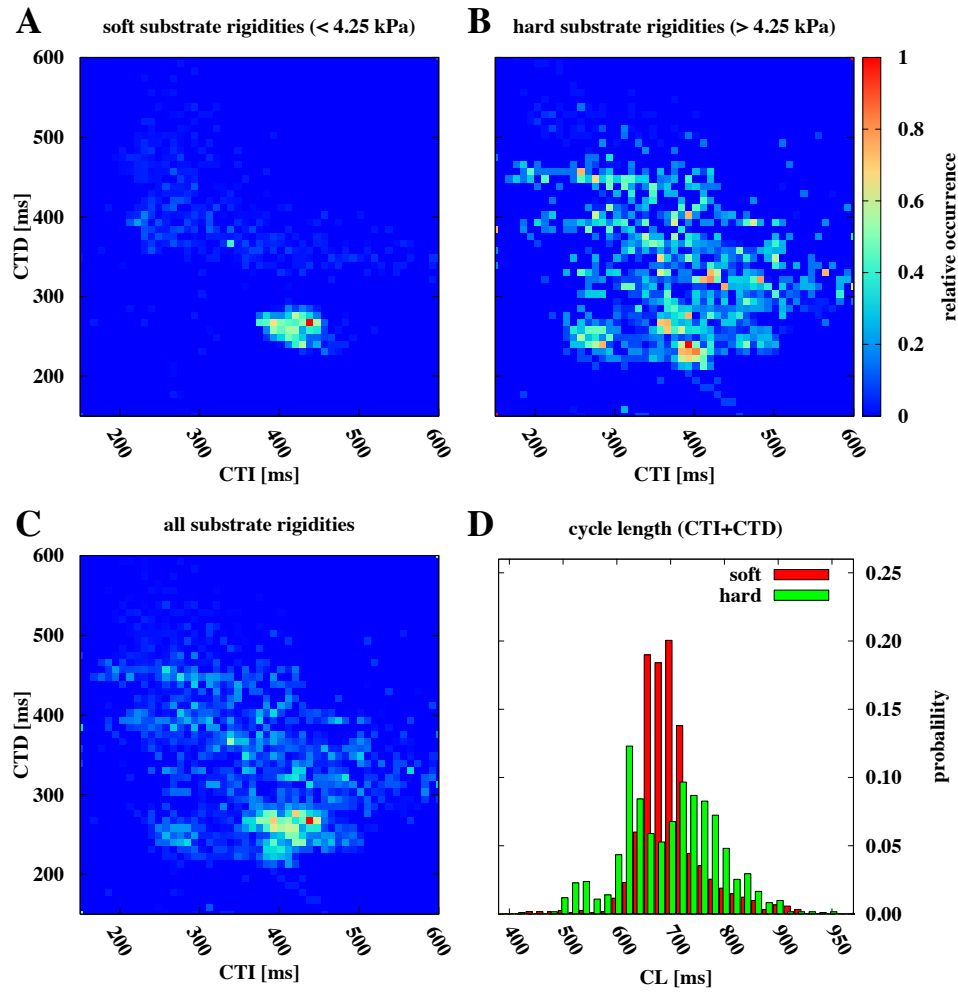 A soft substrate rigidities (< 4.25 kPa)
B hard substrate rigidities (> 4.25 kPa)
600
500
400
300
200
CTD [ms]
200 300 400 500 600
CTI [ms]
200 300 400 500 600
CTI [ms]
1
0.8
0.6
0.4
0.2
0
relative occurrence
C all substrate rigidities
600
500
400
300
200
CTD [ms]
200 300 400 500 600
CTI [ms]
D cycle length (CTI+CTD)
soft
hard
0.25
0.20
0.15
0.10
0.05
0.00
probalility
400 500 600 700 800 900 950
CL [ms]